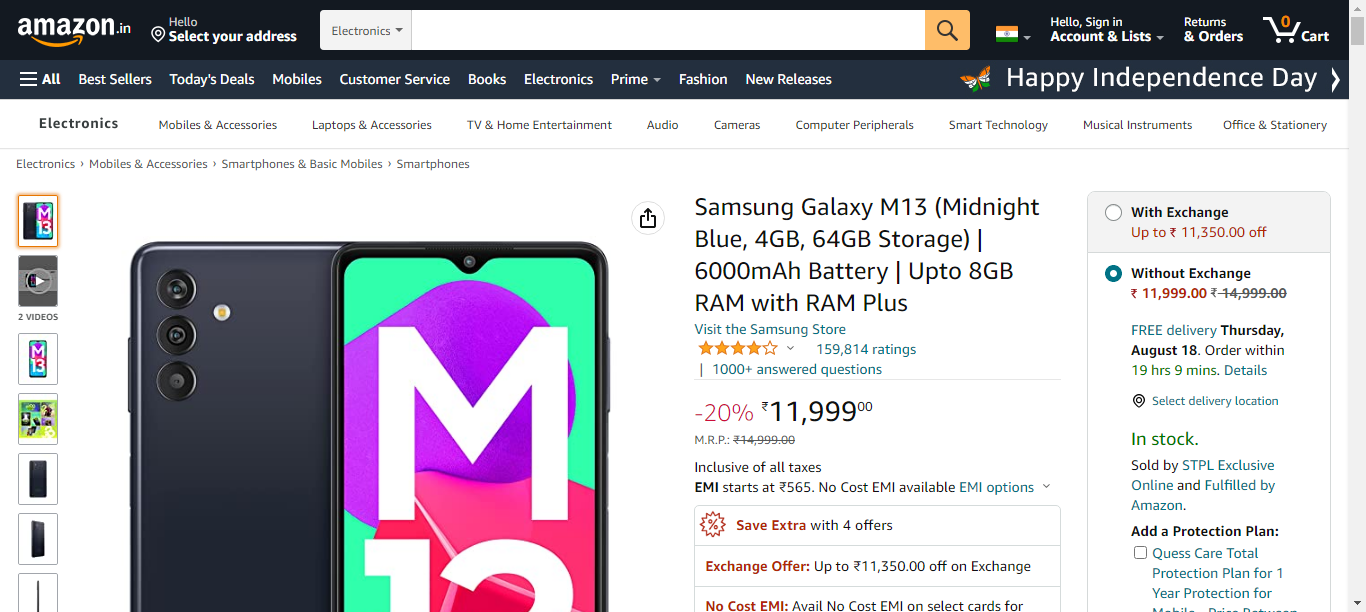 amazon.in
Hello
Select your address
Electronics
Hello, Sign in
Account & Lists
Returns
& Orders
0
Cart
All
Best Sellers
Today's Deals
Mobiles
Customer Service
Books
Electronics
Prime
Fashion
New Releases
Happy Independence Day
Electronics
Mobiles & Accessories
Laptops & Accessories
TV & Home Entertainment
Audio
Cameras
Computer Peripherals
Smart Technology
Musical Instruments
Office & Stationery
Electronics › Mobiles & Accessories › Smartphones & Basic Mobiles › Smartphones
M
13
2 VIDEOS
M
13
M
13
Samsung Galaxy M13 (Midnight
Blue, 4GB, 64GB Storage) |
6000mAh Battery | Upto 8GB
RAM with RAM Plus
Visit the Samsung Store
159,814 ratings
| 1000+ answered questions
-20% ₹11,99900
M.R.P.: ₹14,999.00
Inclusive of all taxes
EMI starts at ₹565. No Cost EMI available EMI options
% Save Extra with 4 offers
Exchange Offer: Up to ₹11,350.00 off on Exchange
No Cost EMI: Avail No Cost EMI on select cards for
With Exchange
Up to ₹ 11,350.00 off
Without Exchange
₹ 11,999.00 ₹ 14,999.00
FREE delivery Thursday,
August 18. Order within
19 hrs 9 mins. Details
Select delivery location
In stock.
Sold by STPL Exclusive
Online and Fulfilled by
Amazon.
Add a Protection Plan:
Quess Care Total
Protection Plan for 1
Year Protection for
Mobile - Price Between